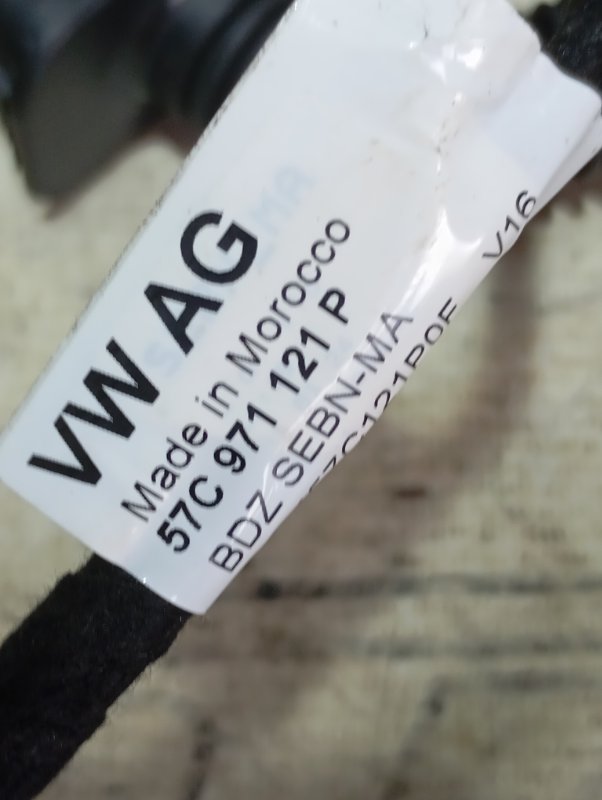 VW AG
Made in Morocco
57C 971 121 P
BDZ SEBN-MA
V16